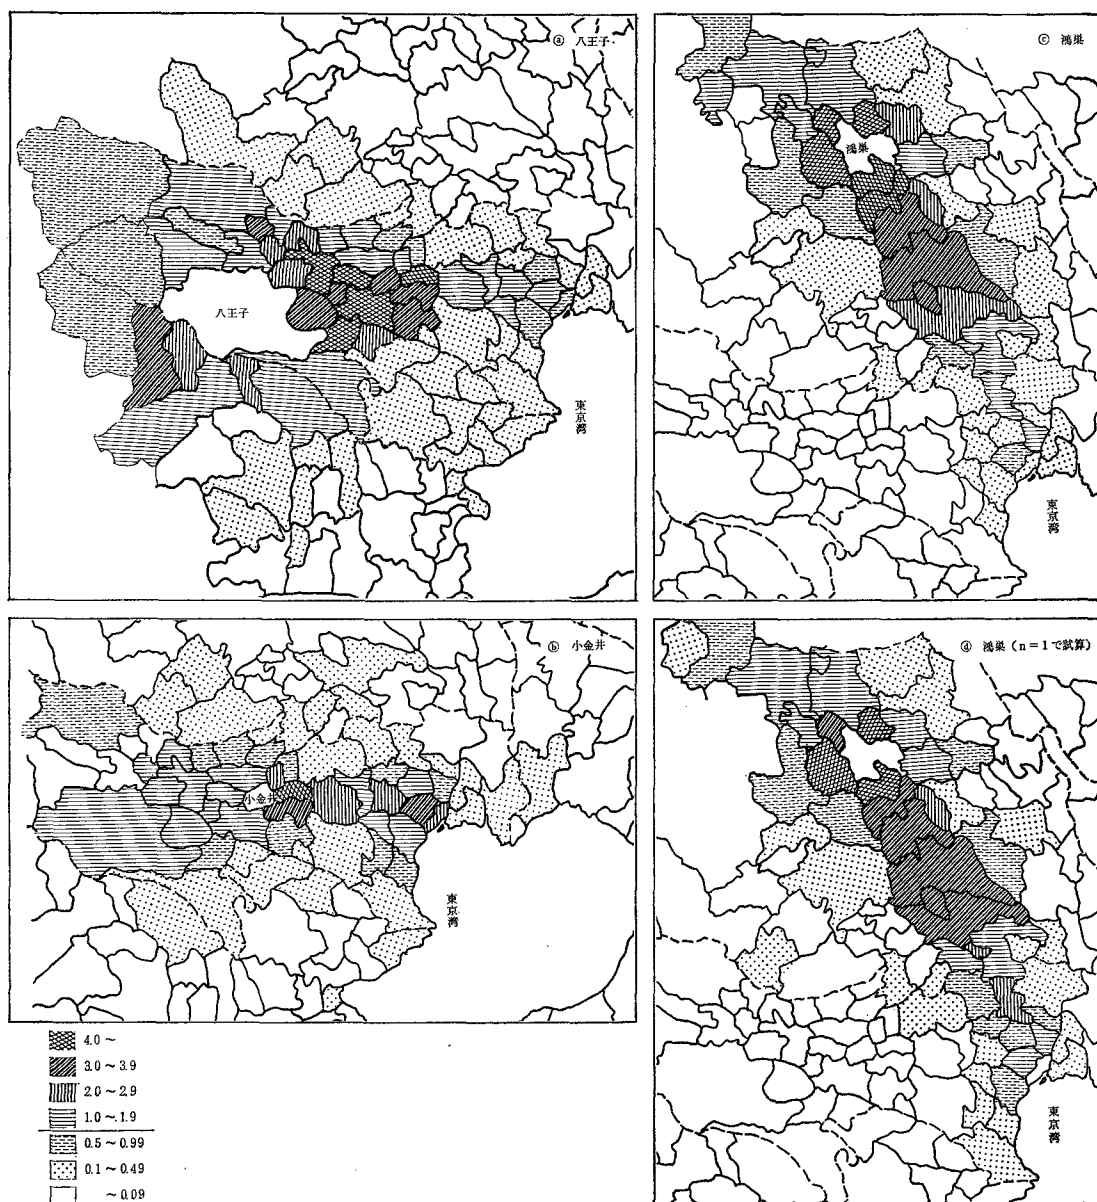 ⓐ 八王子
八王子
東京湾
ⓒ 鴻巣
鴻巣
東京湾
ⓑ 小金井
小金井
東京湾
ⓓ 鴻巣 (n=1で試算)
東京湾
4.0~
3.0~3.9
2.0~2.9
1.0~1.9
0.5~0.99
0.1~0.49
~0.09